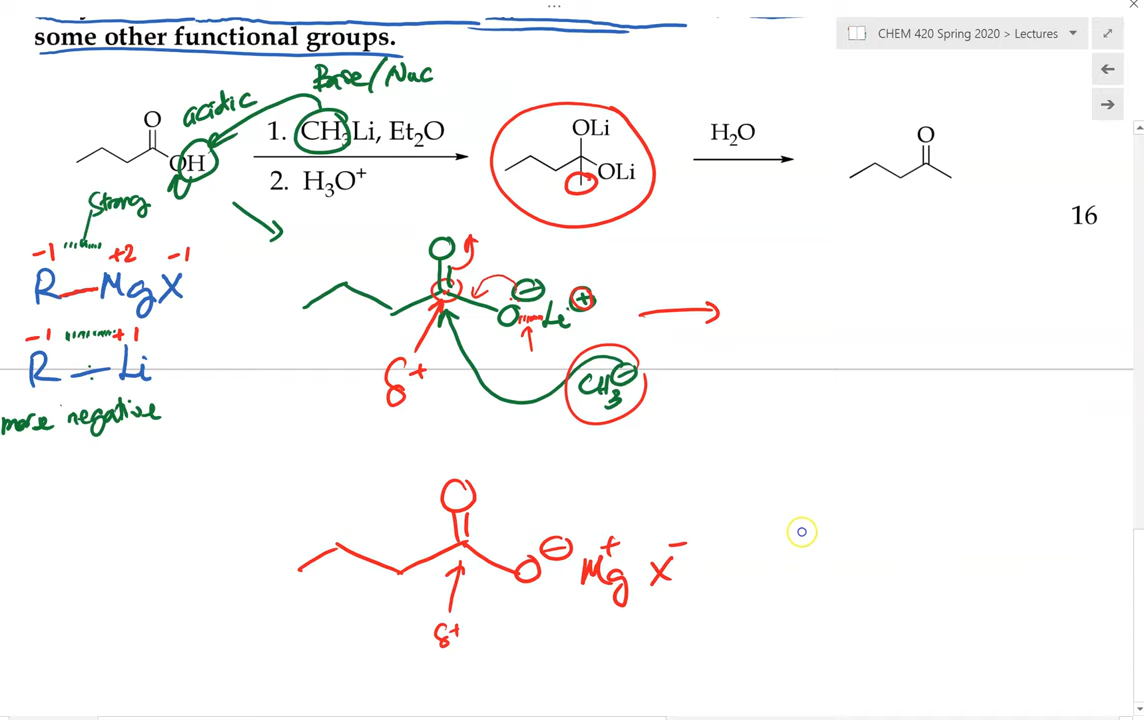 some other functional groups.
CHEM 420 Spring 2020 > Lectures
Base/Nuc
acidic
O
OH
1. CH₃Li, Et₂O
2. H₃O⁺
OLi
OLi
H₂O
O
16
Strong
-1 +2 -1
R-MgX
-1 +1
R-Li
more negative
O
O⊖ Li⊕
δ+
CH₃⊖
O
O⊖ Mg+ X-
δ+